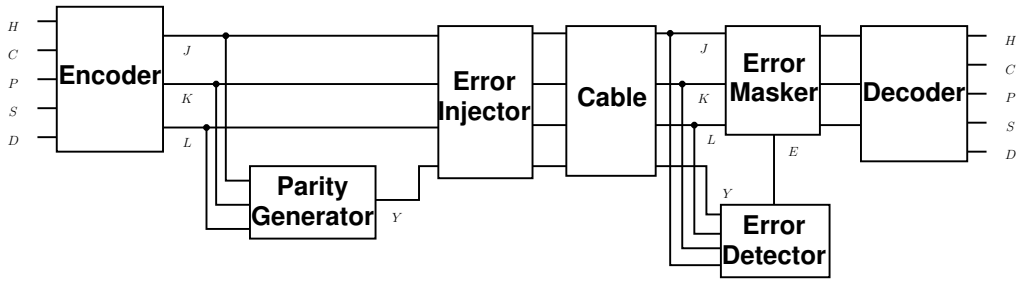 H
C
P
S
D
Encoder
J
K
L
Parity
Generator
Y
Error
Injector
Cable
J
K
L
Y
Error
Masker
E
Error
Detector
Decoder
H
C
P
S
D